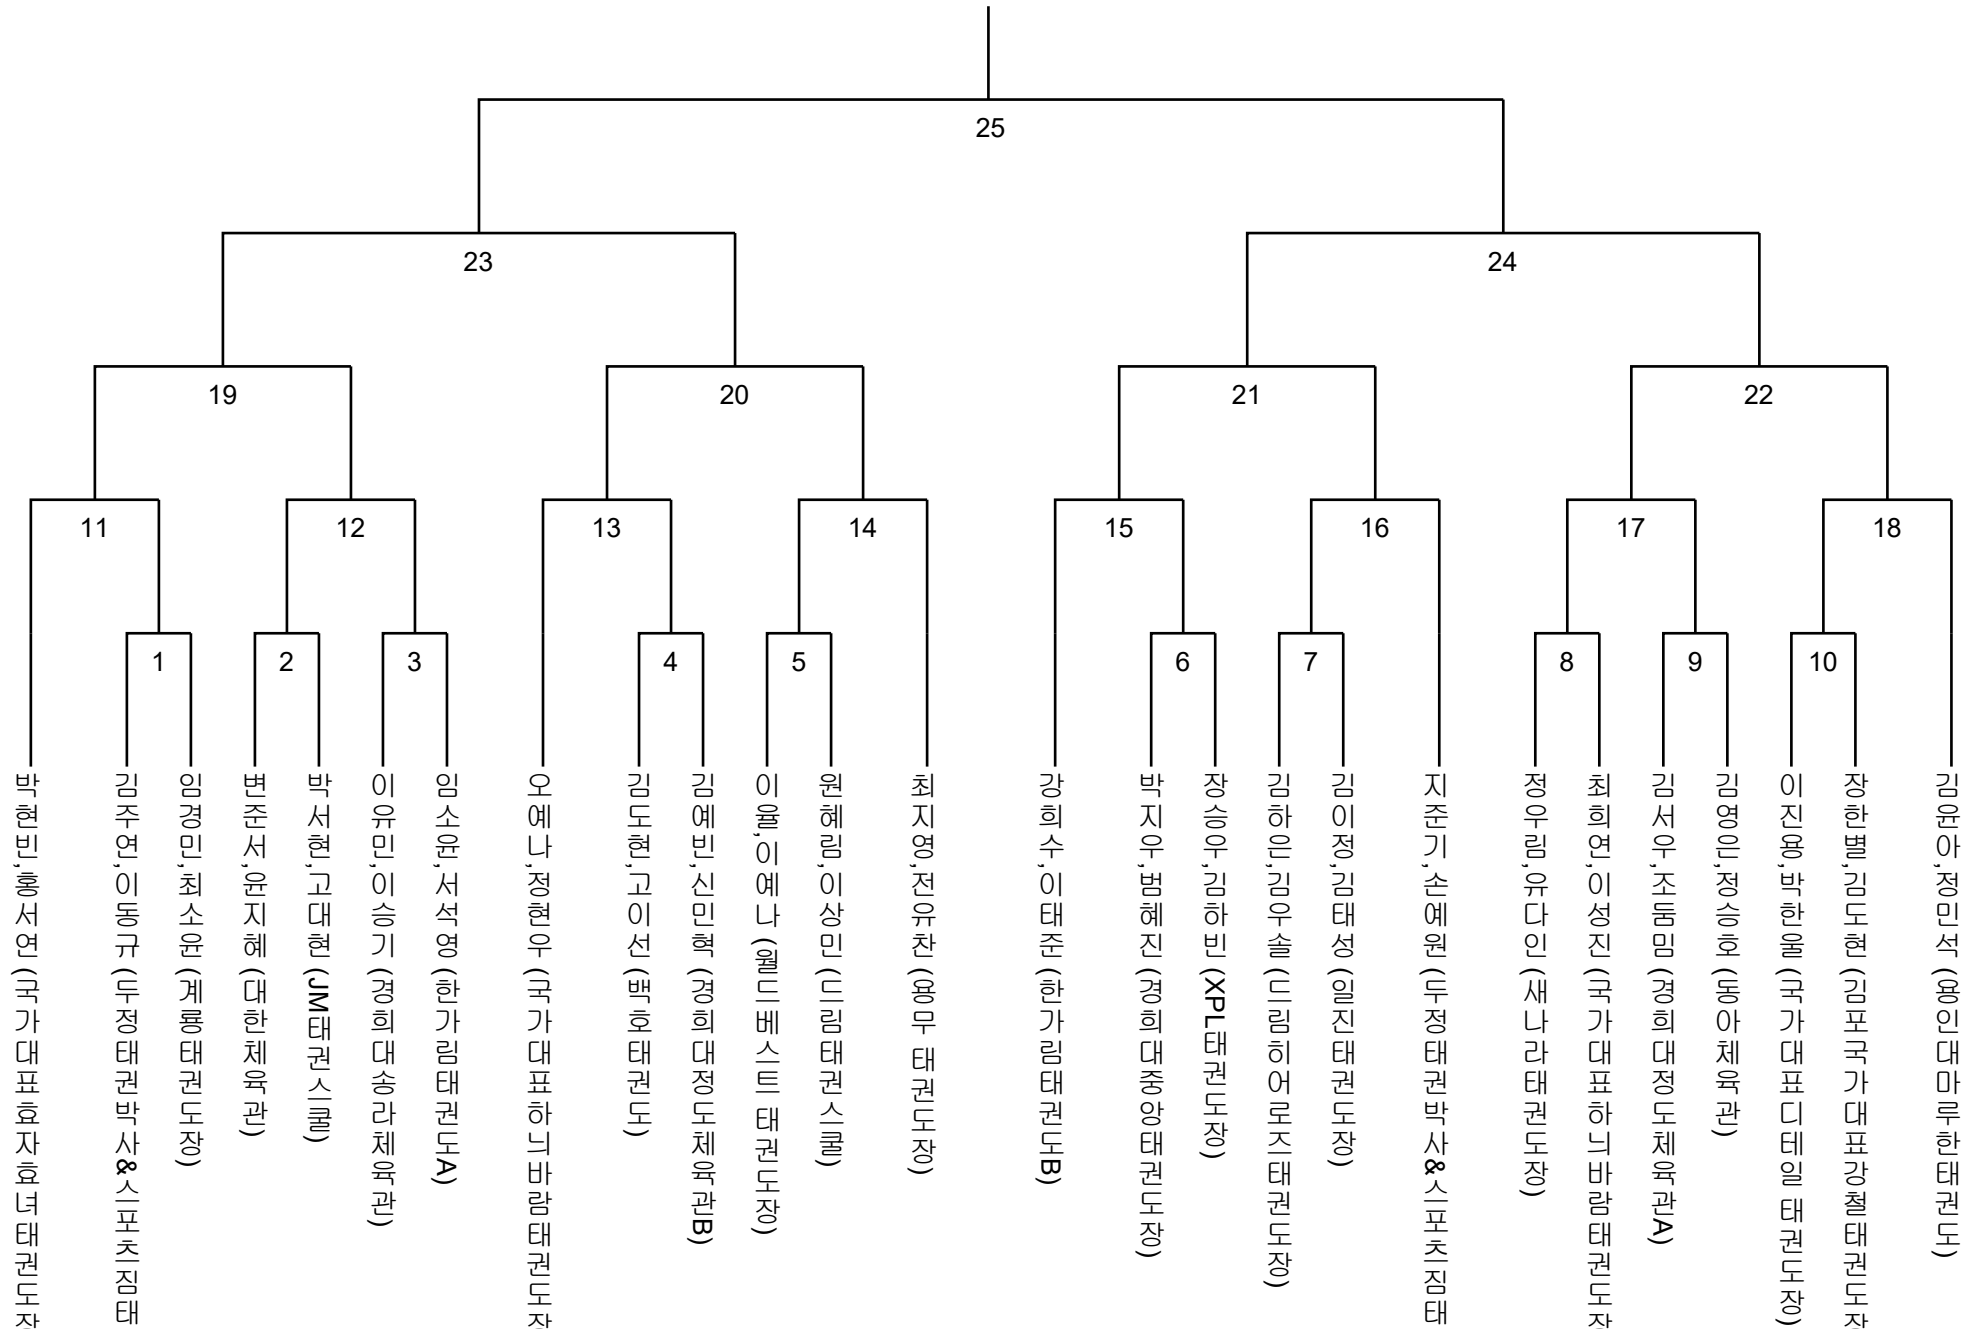 25
23
24
19
20
21
22
11
12
13
14
15
16
17
18
1
2
3
4
5
6
7
8
9
10
박현빈,홍서연 (국가대표효자효녀태권도장
김주연,이동규 (두정태권박사&스포츠짐태
임경민,최소윤 (계룡태권도장)
변준서,윤지혜 (대한체육관)
박서현,고대현 (JM태권스쿨)
이유민,이승기 (경희대송라체육관)
임소윤,서석영 (한가림태권도A)
오예나,정현우 (국가대표하늬바람태권도장
김도현,고이선 (백호태권도)
김예빈,신민혁 (경희대정도체육관B)
이율,이예나 (월드베스트 태권도장)
원혜림,이상민 (드림태권스쿨)
최지영,전유찬 (용무 태권도장)
강희수,이태준 (한가림태권도B)
박지우,범혜진 (경희대중앙태권도장)
장승우,김하빈 (XPL태권도장)
김하은,김우솔 (드림히어로즈태권도장)
김이정,김태성 (일진태권도장)
지준기,손예원 (두정태권박사&스포츠짐태
정우림,유다인 (새나라태권도장)
최희연,이성진 (국가대표하늬바람태권도장
김서우,조둠밈 (경희대정도체육관A)
김영은,정승호 (동아체육관)
이진용,박한울 (국가대표디테일 태권도장)
장한별,김도현 (김포국가대표강철태권도장
김윤아,정민석 (용인대마루한태권도)